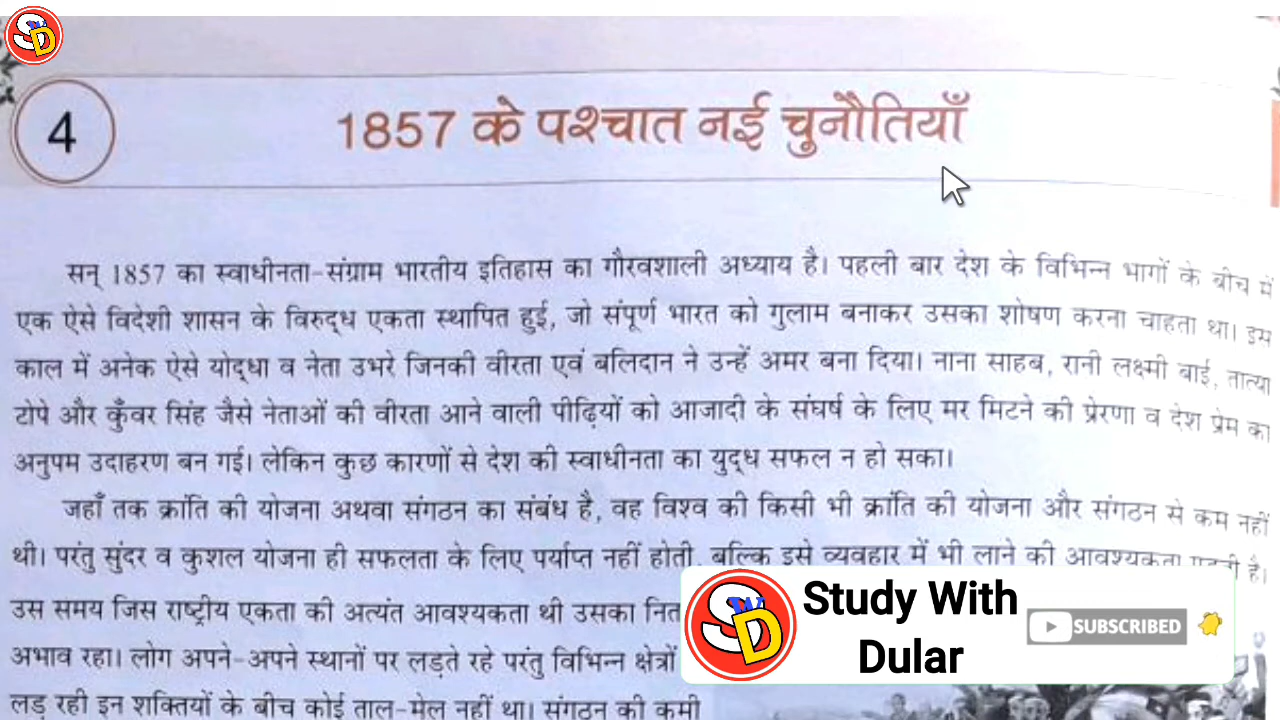 SWD
4
1857 के पश्चात नई चुनौतियाँ
सन् 1857 का स्वाधीनता-संग्राम भारतीय इतिहास का गौरवशाली अध्याय है। पहली बार देश के विभिन्न भागों के बीच में
एक ऐसे विदेशी शासन के विरुद्ध एकता स्थापित हुई, जो संपूर्ण भारत को गुलाम बनाकर उसका शोषण करना चाहता था। इस
काल में अनेक ऐसे योद्धा व नेता उभरे जिनकी वीरता एवं बलिदान ने उन्हें अमर बना दिया। नाना साहब, रानी लक्ष्मी बाई, तात्या
टोपे और कुँवर सिंह जैसे नेताओं की वीरता आने वाली पीढ़ियों को आजादी के संघर्ष के लिए मर मिटने की प्रेरणा व देश प्रेम का
अनुपम उदाहरण बन गई। लेकिन कुछ कारणों से देश की स्वाधीनता का युद्ध सफल न हो सका।
जहाँ तक क्रांति की योजना अथवा संगठन का संबंध है, वह विश्व की किसी भी क्रांति की योजना और संगठन से कम नहीं
थी। परंतु सुंदर व कुशल योजना ही सफलता के लिए पर्याप्त नहीं होती, बल्कि इसे व्यवहार में भी लाने की आवश्यकता है।
उस समय जिस राष्ट्रीय एकता की अत्यंत आवश्यकता थी उसका
अभाव रहा। लोग अपने-अपने स्थानों पर लड़ते रहे परंतु विभिन्न क्षेत्रों
लड़ रही इन शक्तियों के बीच कोई ताल-मेल नहीं था। संगठन की कमी
SWD
Study With
Dular
SUBSCRIBED